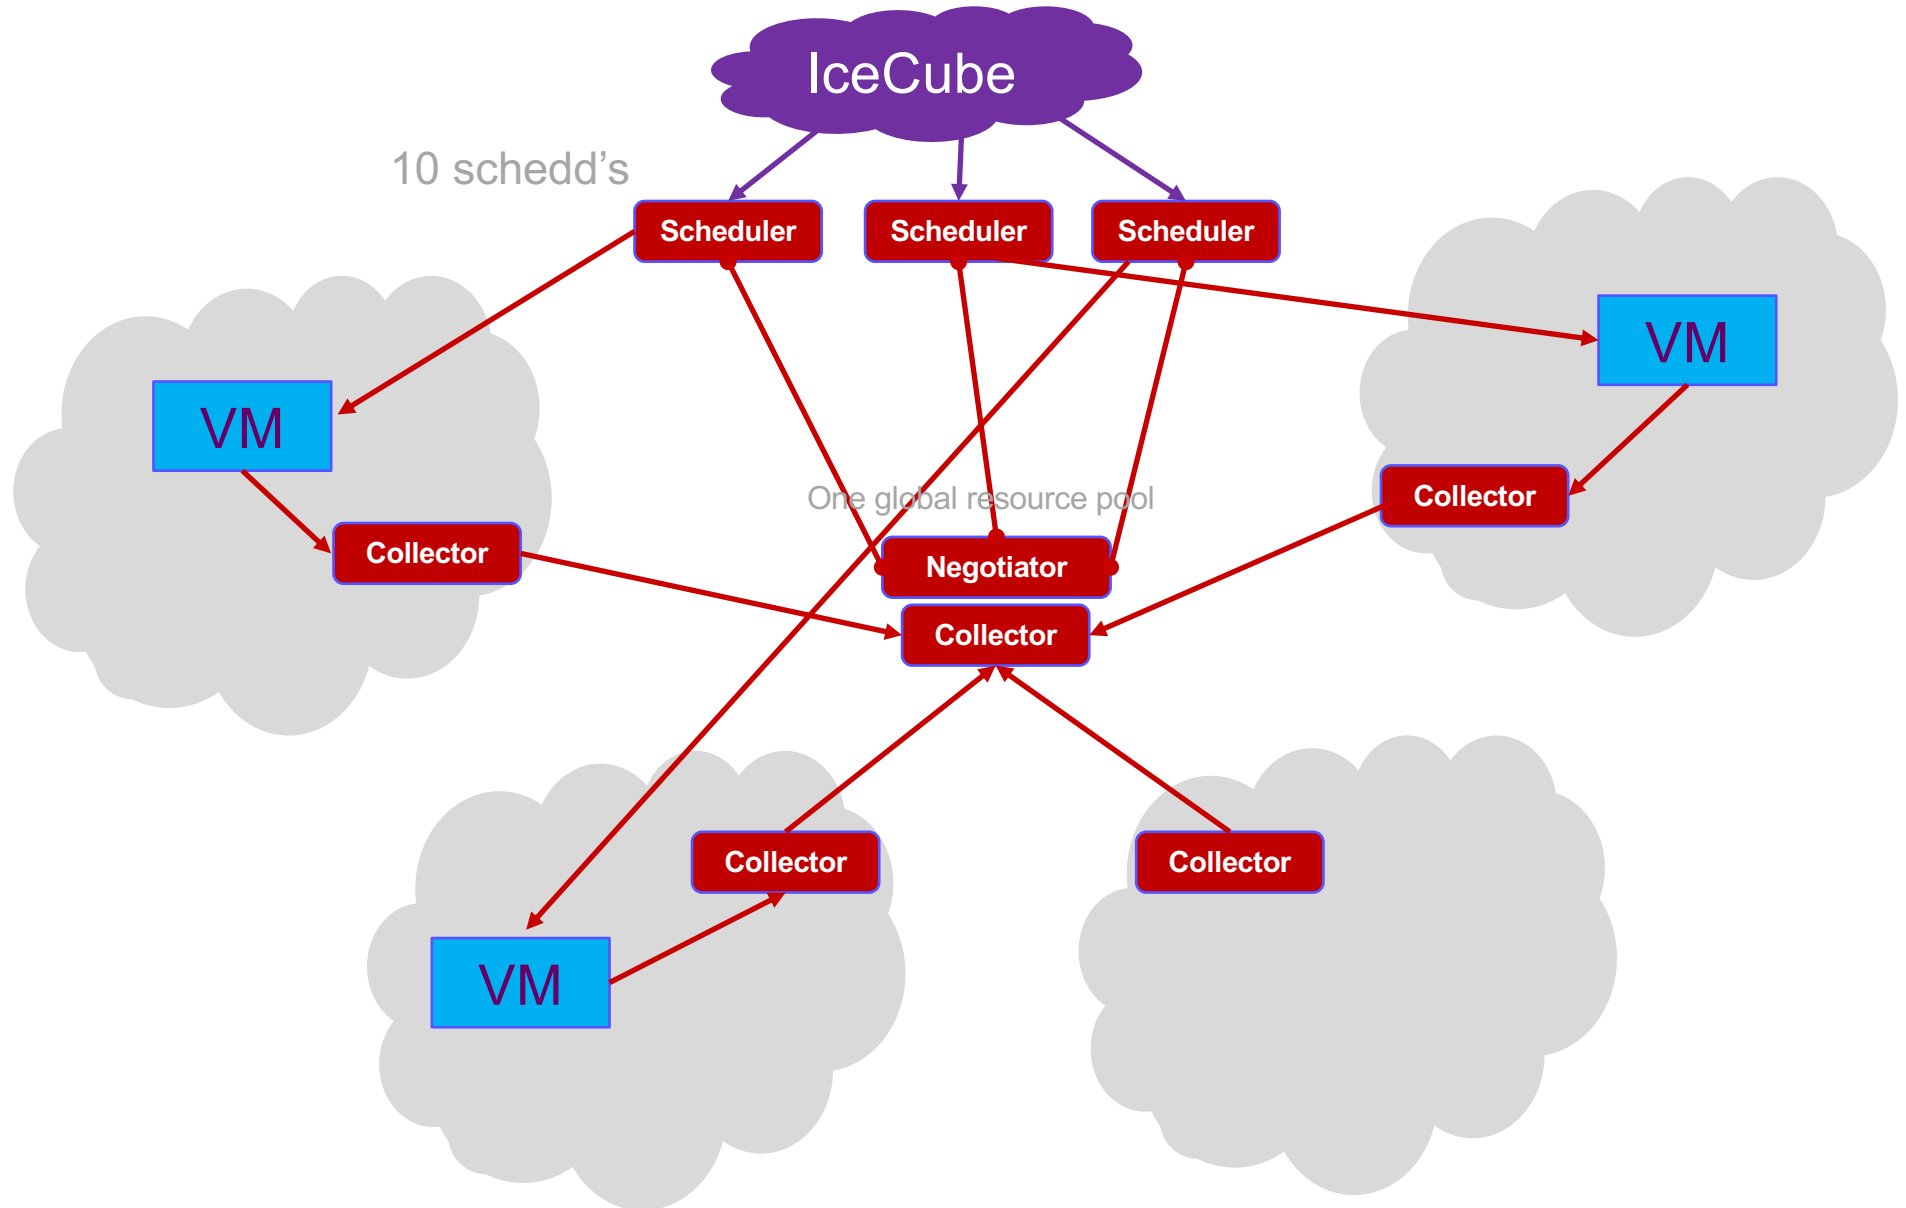 IceCube
10 schedd’s
Scheduler
Scheduler
Scheduler
VM
VM
Collector
One global resource pool
Collector
Negotiator
Collector
Collector
Collector
VM